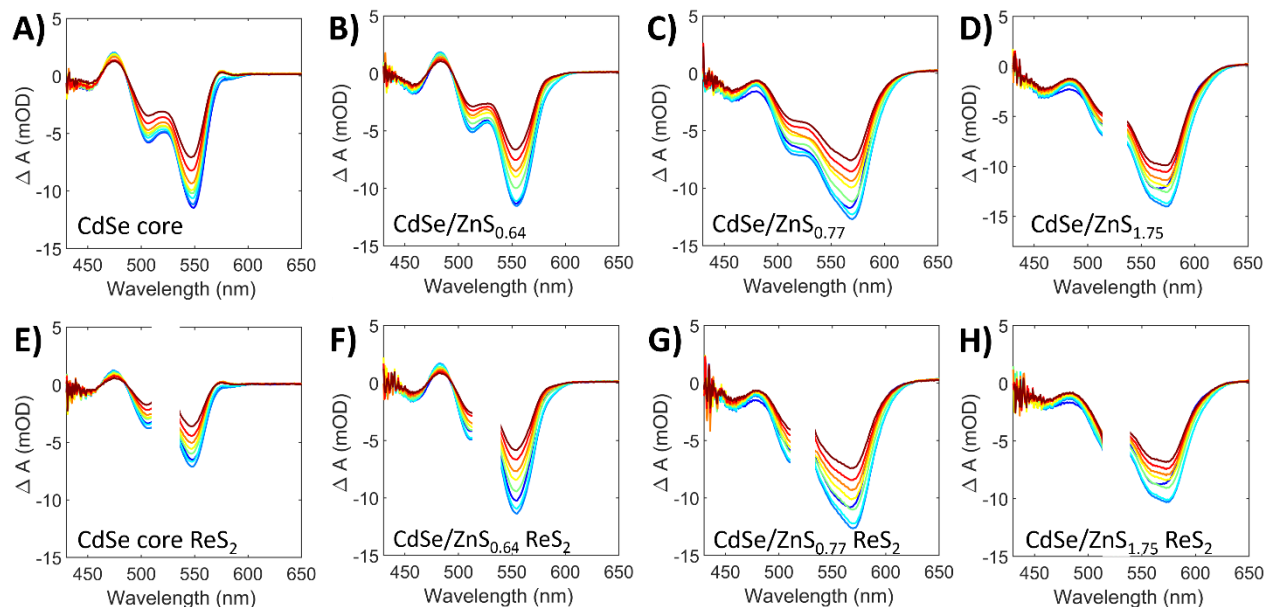 A)
5
0
-5
-10
-15
Δ A (mOD)
CdSe core
450 500 550 600 650
Wavelength (nm)
B)
5
0
-5
-10
-15
Δ A (mOD)
CdSe/ZnS0.64
450 500 550 600 650
Wavelength (nm)
C)
5
0
-5
-10
-15
Δ A (mOD)
CdSe/ZnS0.77
450 500 550 600 650
Wavelength (nm)
D)
5
0
-5
-10
-15
Δ A (mOD)
CdSe/ZnS1.75
450 500 550 600 650
Wavelength (nm)
E)
5
0
-5
-10
-15
Δ A (mOD)
CdSe core ReS2
450 500 550 600 650
Wavelength (nm)
F)
5
0
-5
-10
-15
Δ A (mOD)
CdSe/ZnS0.64 ReS2
450 500 550 600 650
Wavelength (nm)
G)
5
0
-5
-10
-15
Δ A (mOD)
CdSe/ZnS0.77 ReS2
450 500 550 600 650
Wavelength (nm)
H)
5
0
-5
-10
-15
Δ A (mOD)
CdSe/ZnS1.75 ReS2
450 500 550 600 650
Wavelength (nm)